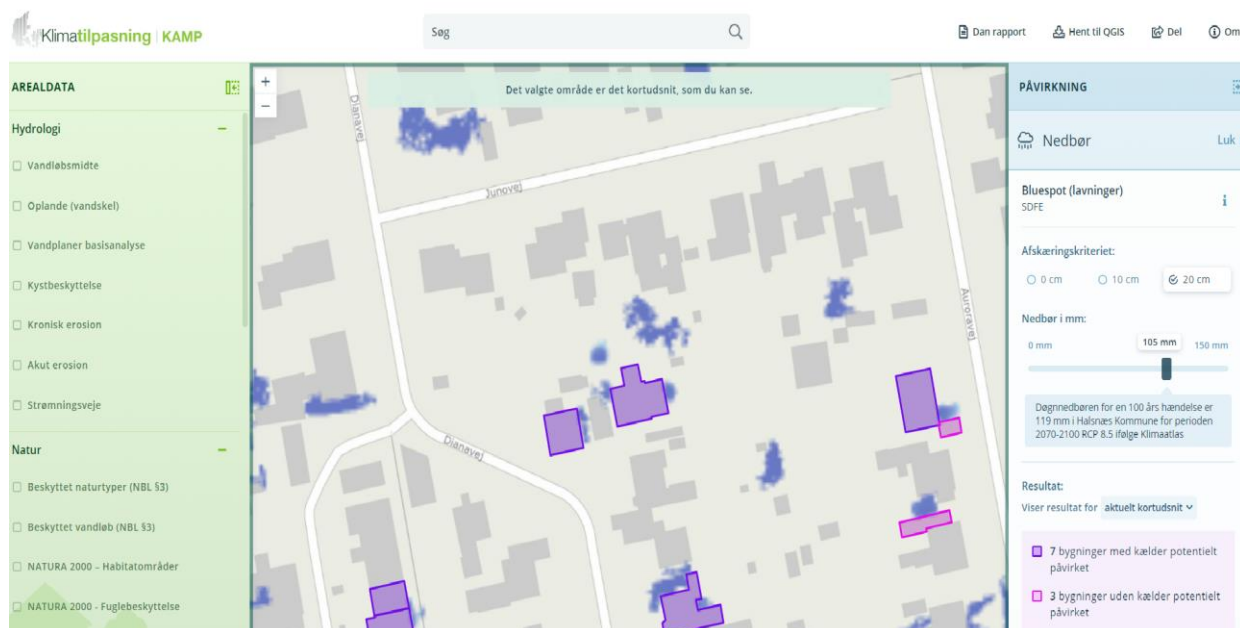 Klimatilpasning | KAMP
Søg
Dan rapport
Hent til QGIS
Del
Om
AREALDATA
Hydrologi
Vandløbsmidte
Oplande (vandskel)
Vandplaner basisanalyse
Kystbeskyttelse
Kronisk erosion
Akut erosion
Strømningsveje
Natur
Beskyttet naturtyper (NBL §3)
Beskyttet vandløb (NBL §3)
NATURA 2000 - Habitatområder
NATURA 2000 - Fuglebeskyttelse
+
−
Det valgte område er det kortudsnit, som du kan se.
Dianavej
Junovej
Auroravej
Dianavej
PÅVIRKNING
Nedbør
Luk
Bluespot (lavninger)
SDFE
i
Afskæringskriteriet:
0 cm
10 cm
20 cm
Nedbør i mm:
0 mm
105 mm
150 mm
Døgnnedbøren for en 100 års hændelse er
119 mm i Halsnæs Kommune for perioden
2070-2100 RCP 8.5 ifølge Klimaatlas
Resultat:
Viser resultat for aktuelt kortudsnit
7 bygninger med kælder potentielt
påvirket
3 bygninger uden kælder potentielt
påvirket